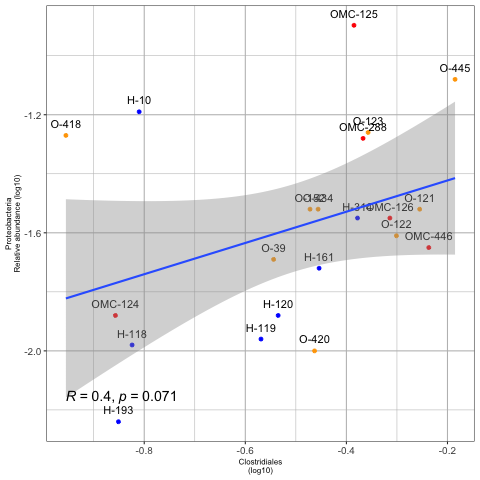 OMC-125
O-445
H-10
O-418
O-123
OMC-288
O-121
H-314
OMC-126
O-122
OMC-446
O-39
H-161
OMC-124
H-120
H-118
H-119
O-420
R = 0.4, p = 0.071
H-193
-1.2
-1.6
-2.0
-0.8
-0.6
-0.4
-0.2
Proteobacteria
Relative abundance (log10)
Clostridiales
(log10)